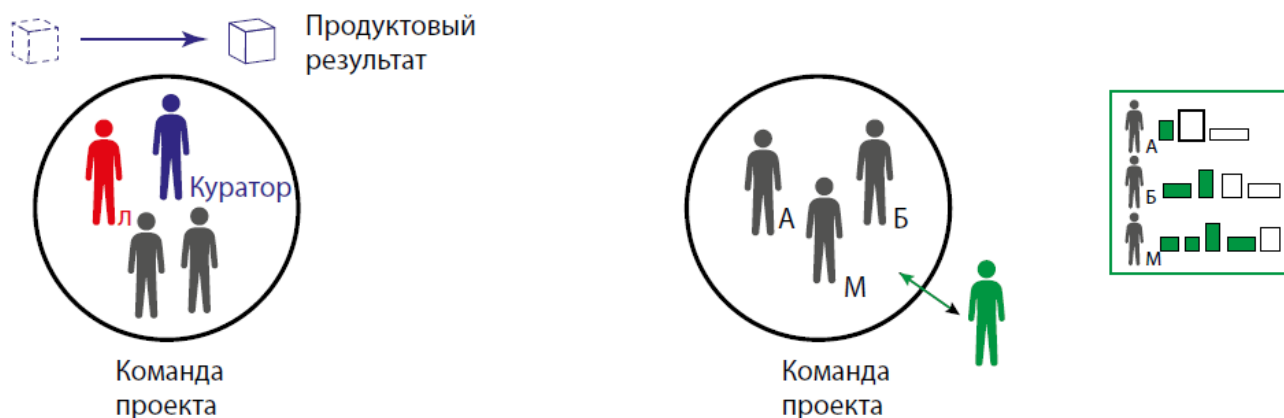 Продуктовый
результат
Куратор
Л
Команда
проекта
А
Б
М
Команда
проекта
А
Б
М